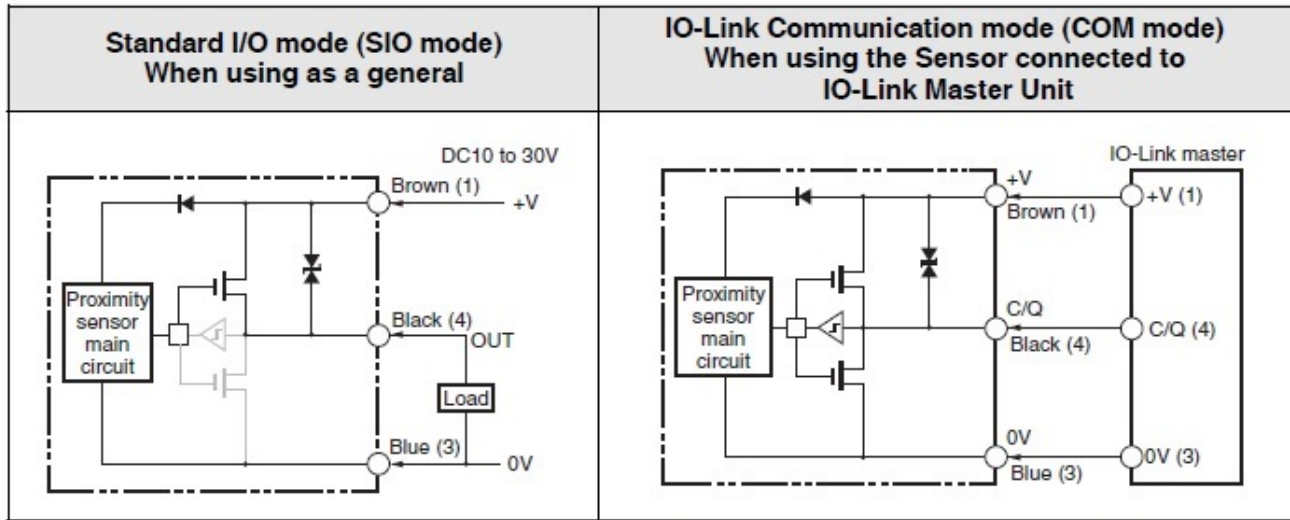 Standard I/O mode (SIO mode)
When using as a general
IO-Link Communication mode (COM mode)
When using the Sensor connected to
IO-Link Master Unit
DC10 to 30V
Brown (1)
+V
Proximity
sensor
main
circuit
Black (4)
OUT
Load
Blue (3)
0V
IO-Link master
+V
Brown (1)
+V (1)
Proximity
sensor
main
circuit
C/Q
Black (4)
C/Q (4)
0V
Blue (3)
0V (3)